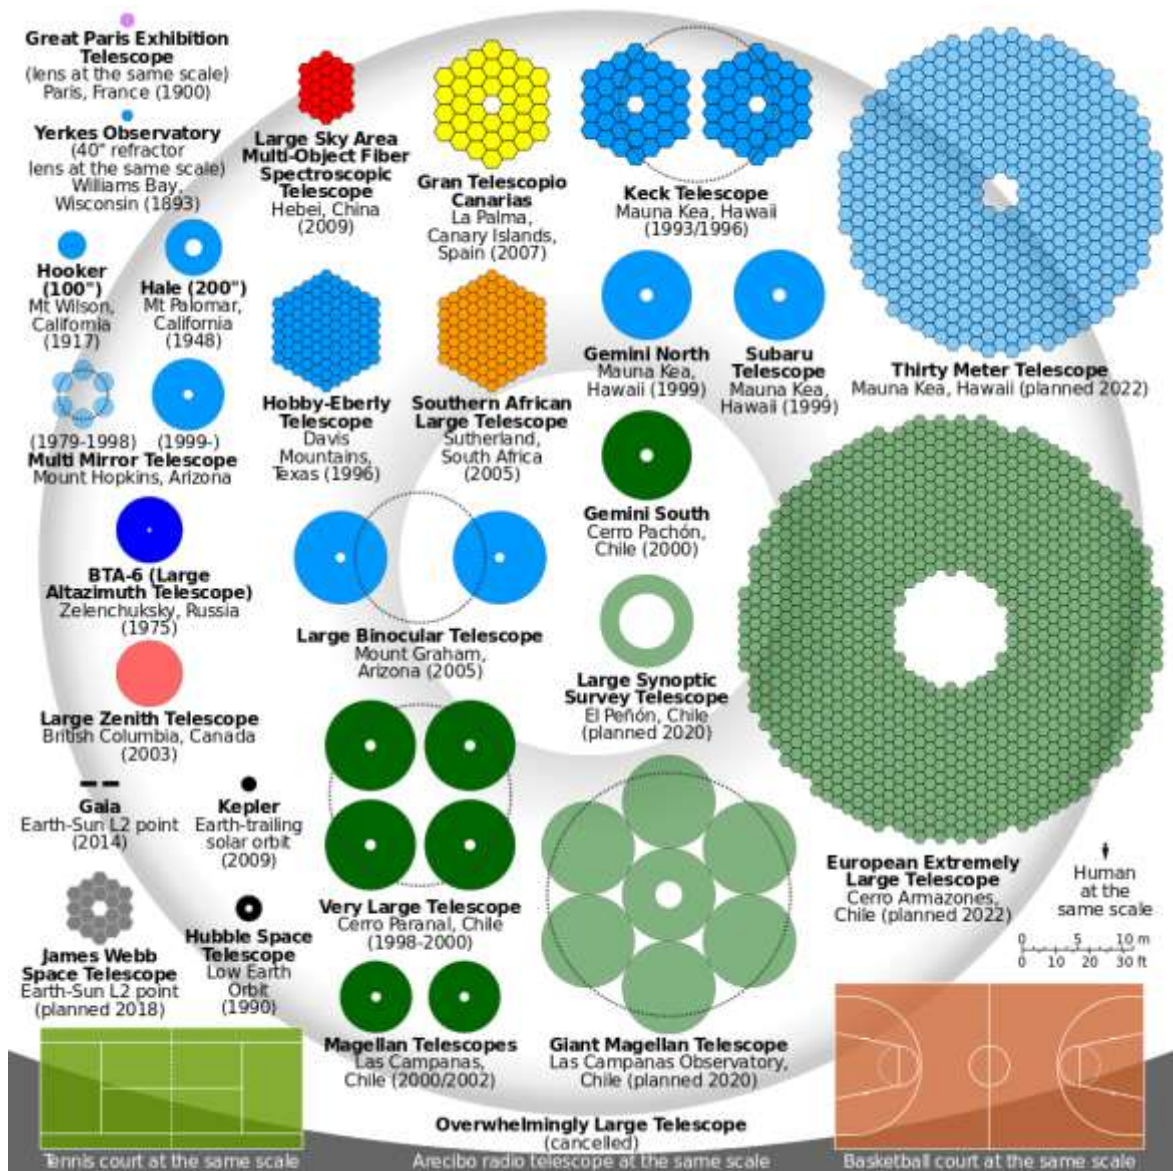 Great Paris Exhibition
Telescope
(lens at the same scale)
Paris, France (1900)
Yerkes Observatory
(40" refractor
lens at the same scale)
Williams Bay,
Wisconsin (1893)
Hooker
(100")
Mt Wilson,
California
(1917)
Hale (200")
Mt Palomar,
California
(1948)
(1979-1998)
(1999-)
Multi Mirror Telescope
Mount Hopkins, Arizona
BTA-6 (Large
Altazimuth Telescope)
Zelenchuksky, Russia
(1975)
Large Zenith Telescope
British Columbia, Canada
(2003)
Gaia
Earth-Sun L2 point
(2014)
Kepler
Earth-trailing
solar orbit
(2009)
James Webb
Space Telescope
Earth-Sun L2 point
(planned 2018)
Hubble Space
Telescope
Low Earth
Orbit
(1990)
Large Sky Area
Multi-Object Fiber
Spectroscopic
Telescope
Hebei, China
(2009)
Gran Telescopio
Canarias
La Palma,
Canary Islands,
Spain (2007)
Keck Telescope
Mauna Kea, Hawaii
(1993/1996)
Hobby-Eberly
Telescope
Davis
Mountains,
Texas (1996)
Southern African
Large Telescope
Sutherland,
South Africa
(2005)
Gemini North
Mauna Kea,
Hawaii (1999)
Subaru
Telescope
Mauna Kea,
Hawaii (1999)
Thirty Meter Telescope
Mauna Kea, Hawaii (planned 2022)
Gemini South
Cerro Pachón,
Chile (2000)
Large Binocular Telescope
Mount Graham,
Arizona (2005)
Large Synoptic
Survey Telescope
El Peñón, Chile
(planned 2020)
Very Large Telescope
Cerro Paranal, Chile
(1998-2000)
Magellan Telescopes
Las Campanas,
Chile (2000/2002)
Giant Magellan Telescope
Las Campanas Observatory,
Chile (planned 2020)
European Extremely
Large Telescope
Cerro Armazones,
Chile (planned 2022)
Human
at the
same scale
0 5 10 m
0 10 20 30 ft
Overwhelmingly Large Telescope
(cancelled)
Tennis court at the same scale
Arecibo radio telescope at the same scale
Basketball court at the same scale